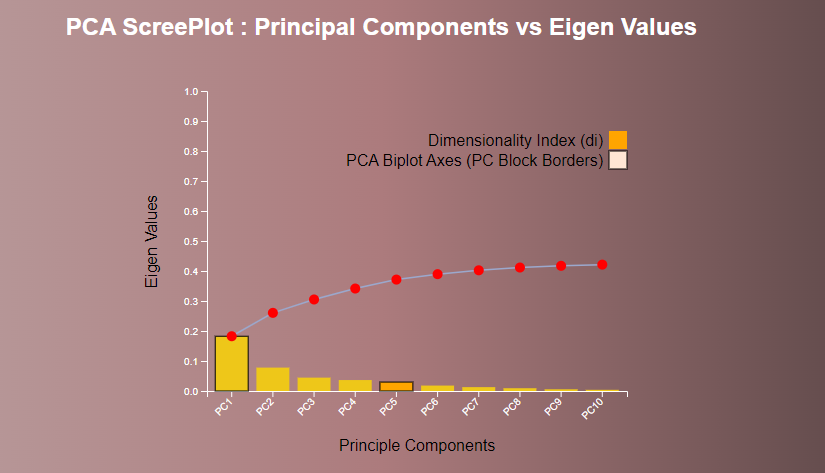 PCA ScreePlot : Principal Components vs Eigen Values
1.0
0.9
Dimensionality Index (di)
0.8
PCA Biplot Axes (PC Block Borders)
0.7
0.6
0.5
0.4
0.3
0.2
0.1
0.0
Eigen Values
PC1 PC2 PC3 PC4 PC5 PC6 PC7 PC8 PC9 PC10
Principle Components